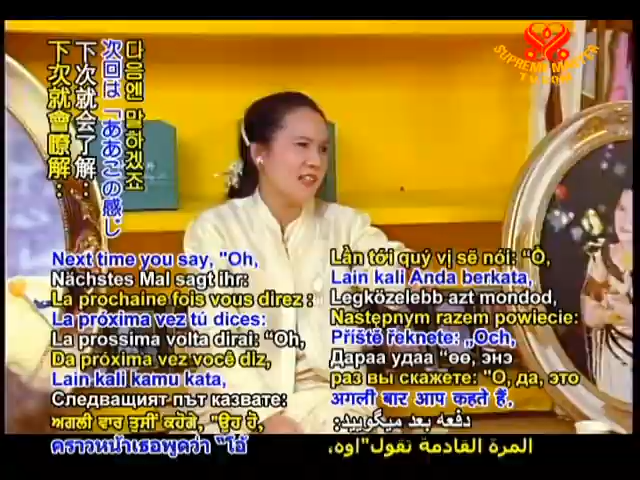 SUPREME MASTER
TV.COM
다음엔 말하겠죠
次回は「ああこの感じ
下次就会了解：
下次就會瞭解：
Next time you say, "Oh,
Nächstes Mal sagt ihr:
La prochaine fois vous direz :
La próxima vez tú dices:
La prossima volta dirai: “Oh,
Da próxima vez você diz,
Lain kali kamu kata,
Следващият път казвате:
ਅਗਲੀ ਵਾਰ ਤੁਸੀਂ ਕਹੋਗੇ, "ਉਹ ਹੋ,
คราวหน้าเธอพูดว่า "โอ้
Lần tới quý vị sẽ nói: “Ô,
Lain kali Anda berkata,
Legközelebb azt mondod,
Następnym razem powiecie:
Příště řeknete: „Och,
Дараа удаа “өө, энэ
раз вы скажете: "О, да, это
अगली बार आप कहते हैं,
دفعه بعد میگویید:
المرة القادمة تقول"اوه،